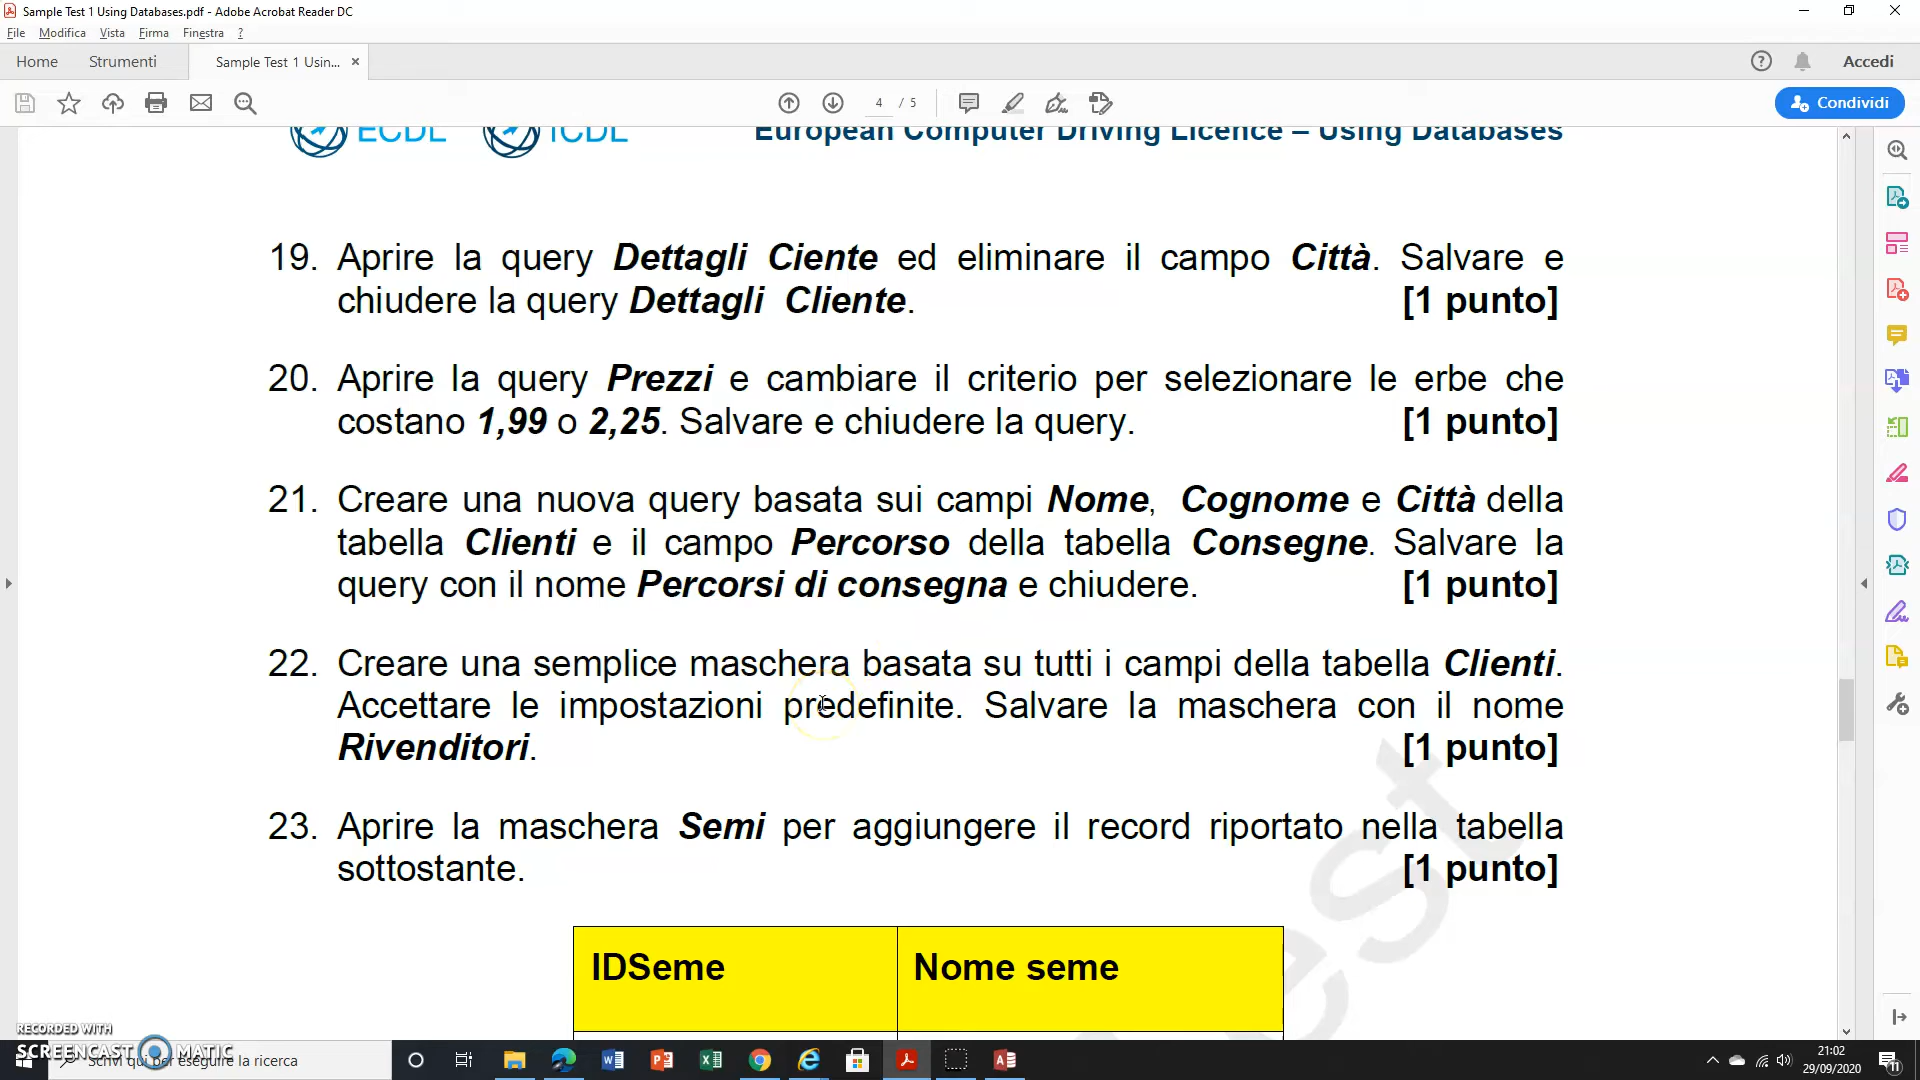 Sample Test 1 Using Databases.pdf - Adobe Acrobat Reader DC
File Modifica Vista Firma Finestra ?
Home Strumenti Sample Test 1 Usin... Accedi
4 / 5 Condividi
ECDL ICDL European Computer Driving Licence – Using Databases
19. Aprire la query Dettagli Ciente ed eliminare il campo Città. Salvare e
chiudere la query Dettagli Cliente. [1 punto]
20. Aprire la query Prezzi e cambiare il criterio per selezionare le erbe che
costano 1,99 o 2,25. Salvare e chiudere la query. [1 punto]
21. Creare una nuova query basata sui campi Nome, Cognome e Città della
tabella Clienti e il campo Percorso della tabella Consegne. Salvare la
query con il nome Percorsi di consegna e chiudere. [1 punto]
22. Creare una semplice maschera basata su tutti i campi della tabella Clienti.
Accettare le impostazioni predefinite. Salvare la maschera con il nome
Rivenditori. [1 punto]
23. Aprire la maschera Semi per aggiungere il record riportato nella tabella
sottostante. [1 punto]
est
IDSeme Nome seme
RECORDED WITH
SCREENCAST MATIC
Scrivi qui per eseguire la ricerca
21:02
29/09/2020
11